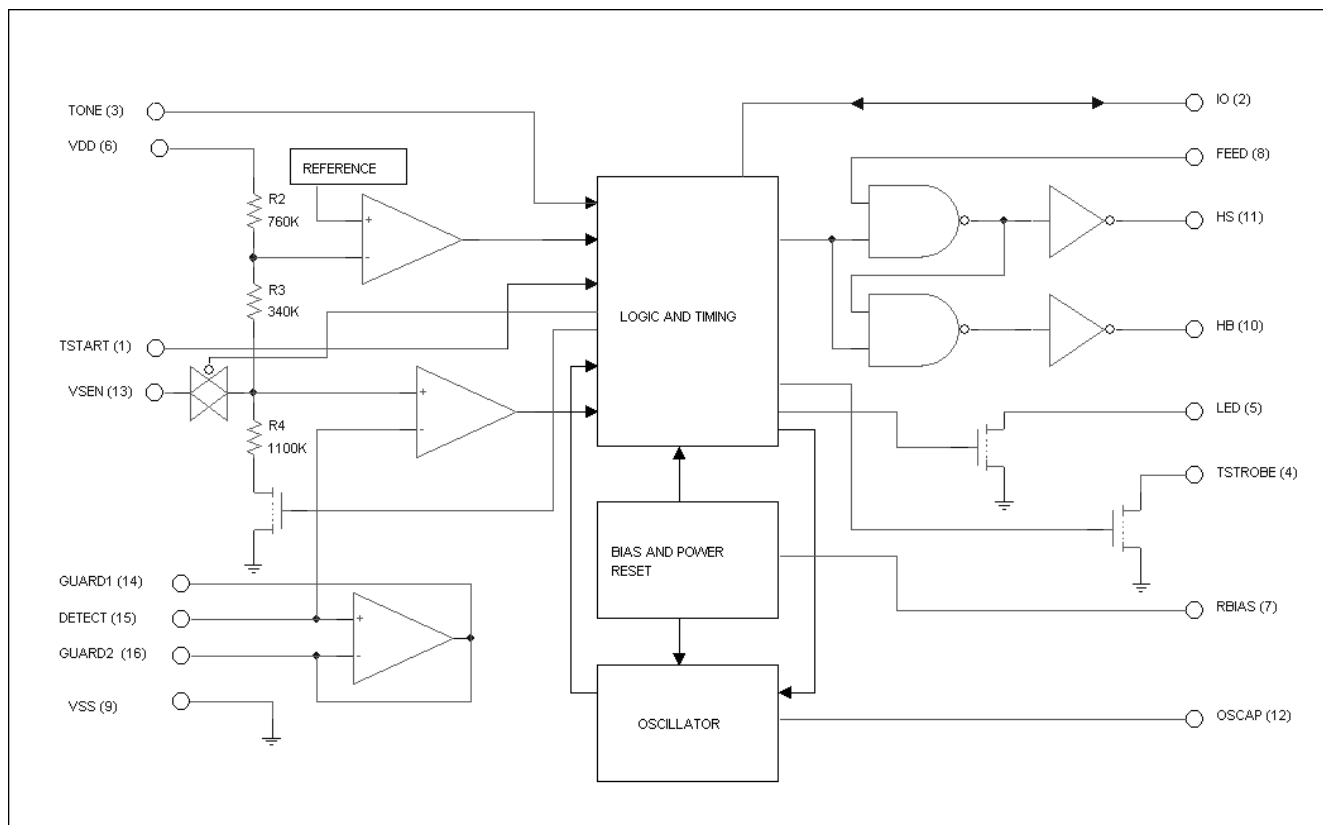 TONE (3)
VDD (6)
REFERENCE
R2
760K
+
-
R3
340K
TSTART (1)
VSEN (13)
+
-
R4
1100K
GUARD1 (14)
DETECT (15)
GUARD2 (16)
+
-
VSS (9)
LOGIC AND TIMING
BIAS AND POWER
RESET
OSCILLATOR
IO (2)
FEED (8)
HS (11)
HB (10)
LED (5)
TSTROBE (4)
RBIAS (7)
OSCAP (12)